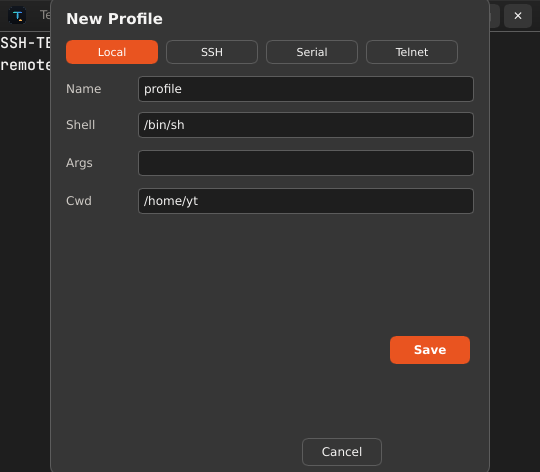 Te
New Profile
✕
SSH-TE
remote
Local SSH Serial Telnet
Name profile
Shell /bin/sh
Args
Cwd /home/yt
Save
Cancel